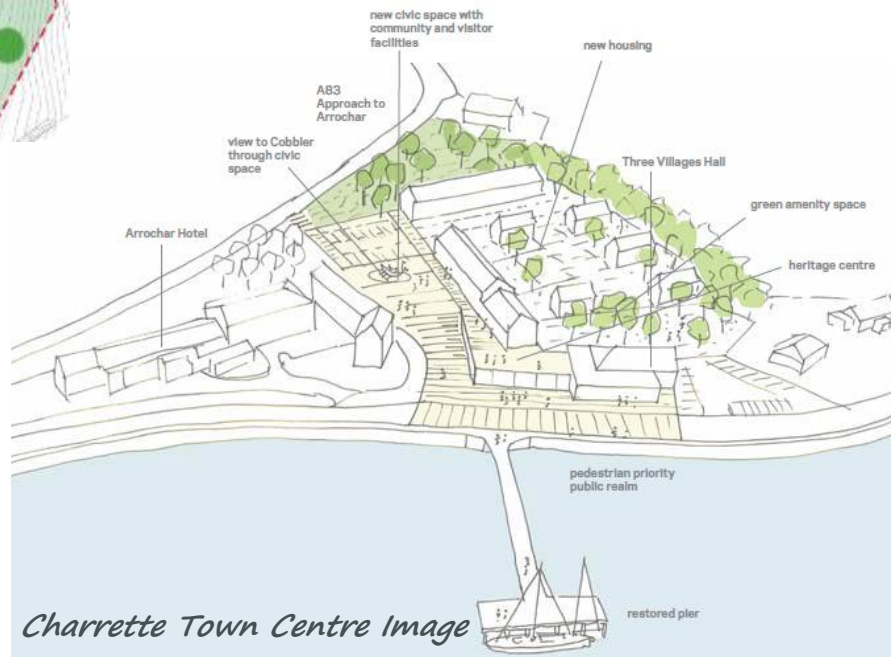 new civic space with
community and visitor
facilities
new housing
A83
Approach to
Arrochar
view to Cobbler
through civic
space
Three Villages Hall
green amenity space
Arrochar Hotel
heritage centre
pedestrian priority
public realm
restored pier
Charrette Town Centre Image